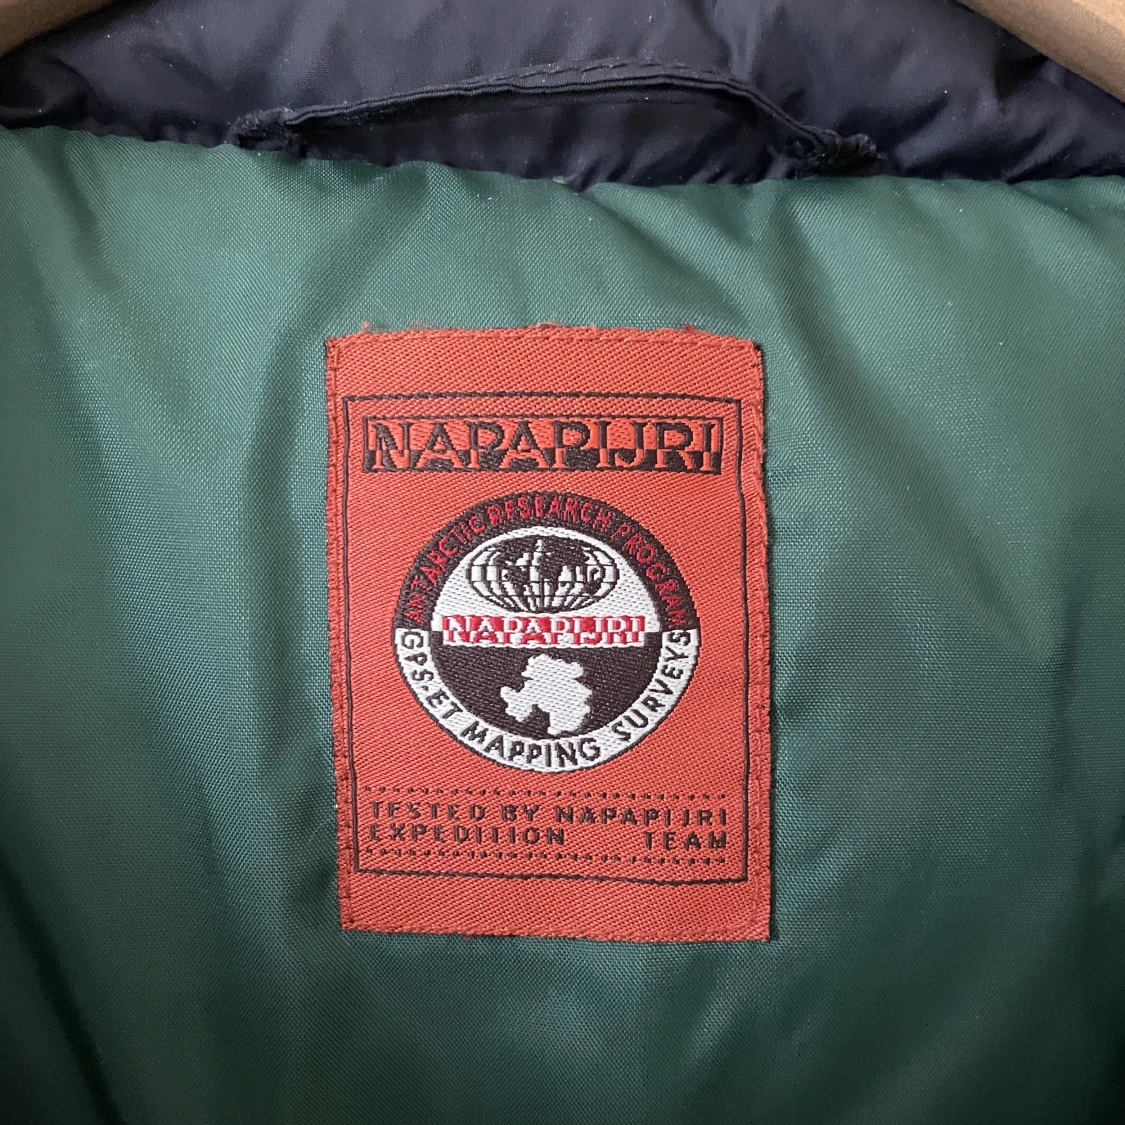 NAPAPIJRI
ANTARCTIC RESEARCH PROGRAM
NAPAPIJRI
GPS-ET MAPPING SURVEYS
TESTED BY NAPAPIJRI
EXPEDITION TEAM